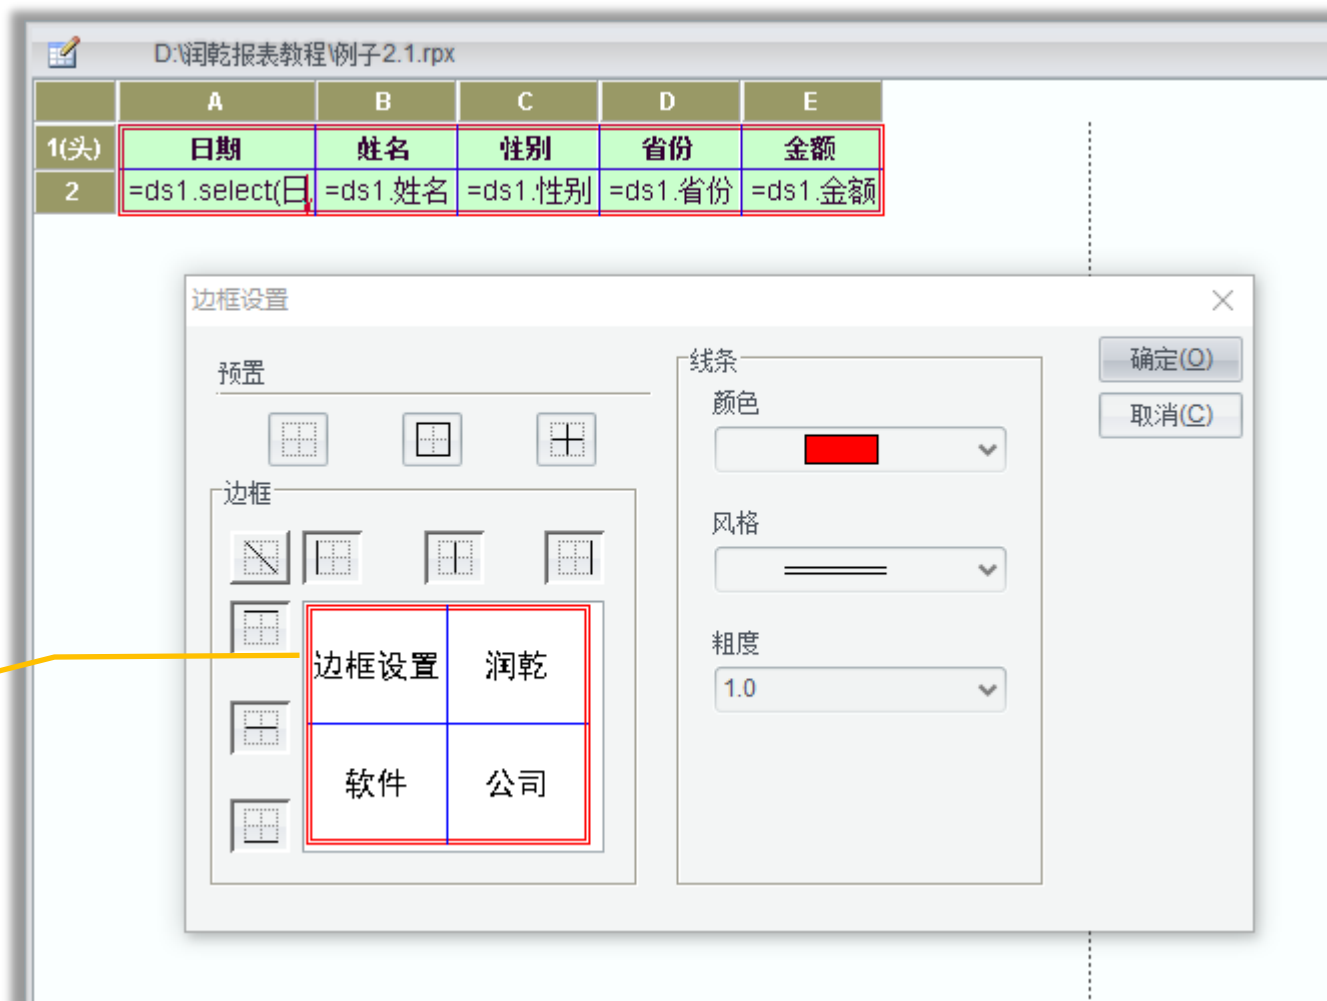 D:\润乾报表教程\例子2.1.rpx
A B C D E
1(头) 日期 姓名 性别 省份 金额
2 =ds1.select(日, =ds1.姓名 =ds1.性别 =ds1.省份 =ds1.金额
边框设置
预置
线条
确定(O)
颜色
取消(C)
边框
风格
边框设置 润乾
粗度
1.0
软件 公司